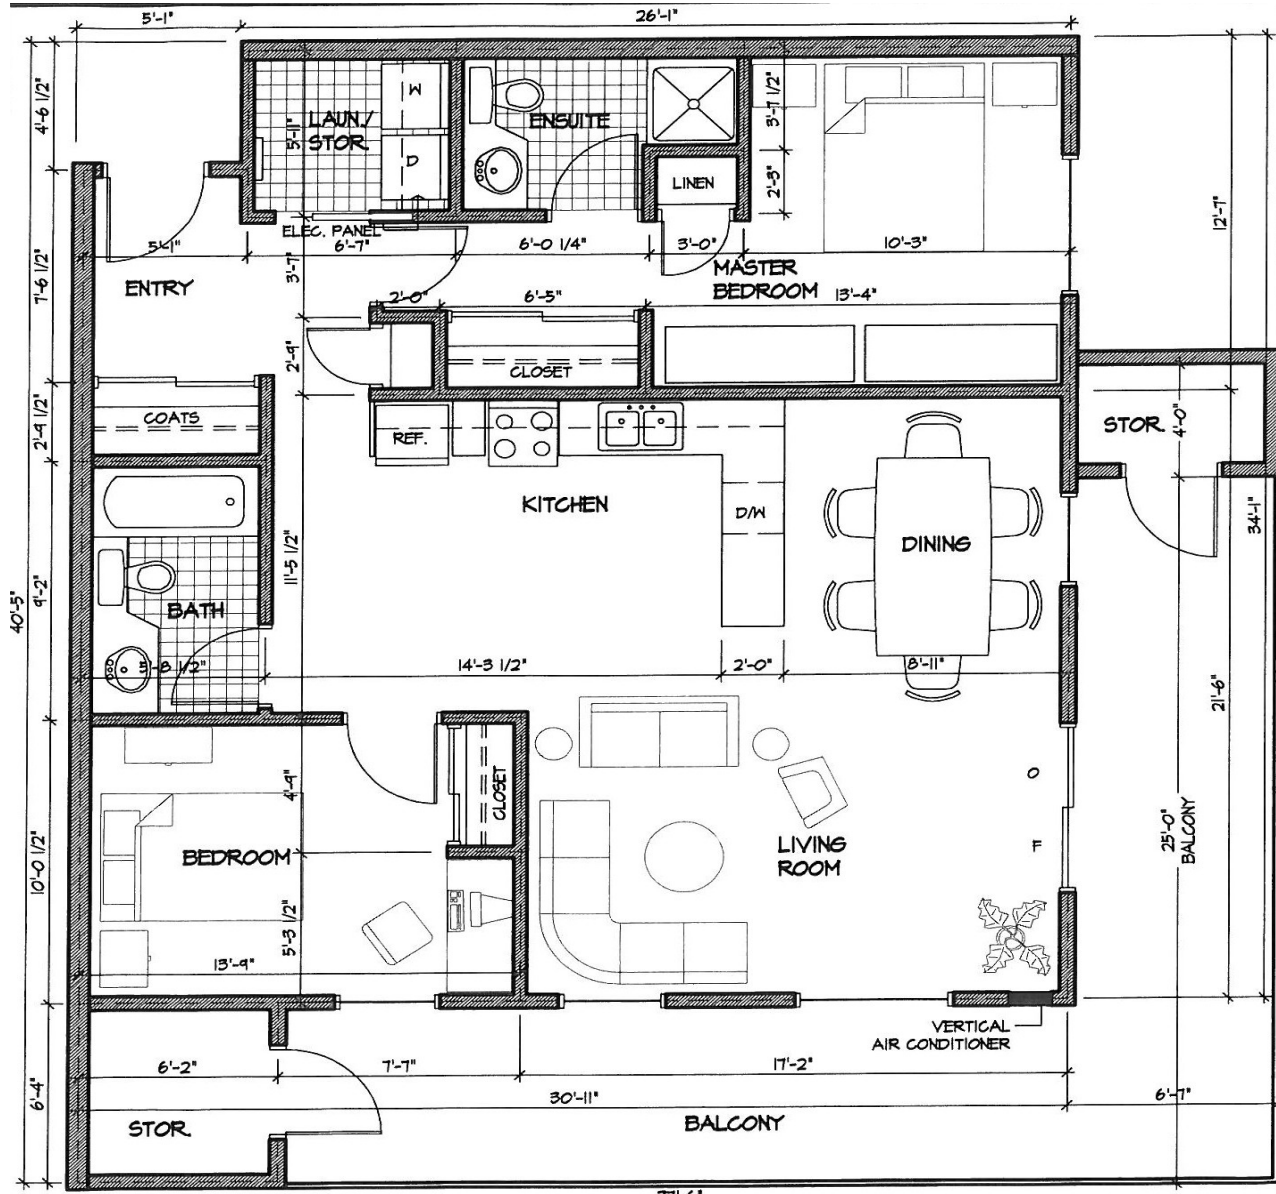 5'-1"
26'-1"
4'-6 1/2"
5'-11"
LAUN./
STOR.
W
D
ENSUITE
3'-7 1/2"
2'-3"
LINEN
12'-7"
ELEC. PANEL
5'-1"
6'-7"
6'-0 1/4"
3'-0"
10'-3"
7'-6 1/2"
ENTRY
3'-7"
MASTER
BEDROOM
2'-0"
6'-5"
13'-4"
2'-9"
CLOSET
2'-9 1/2"
COATS
REF.
STOR.
4'-0"
KITCHEN
D/W
DINING
34'-1"
11'-5 1/2"
40'-5"
9'-2"
BATH
5'-8 1/2"
14'-3 1/2"
2'-0"
8'-11"
21'-6"
4'-9"
CLOSET
O
F
LIVING
ROOM
25'-0"
BALCONY
10'-0 1/2"
BEDROOM
5'-3 1/2"
13'-9"
VERTICAL
AIR CONDITIONER
6'-2"
7'-7"
17'-2"
6'-4"
30'-11"
6'-7"
STOR.
BALCONY